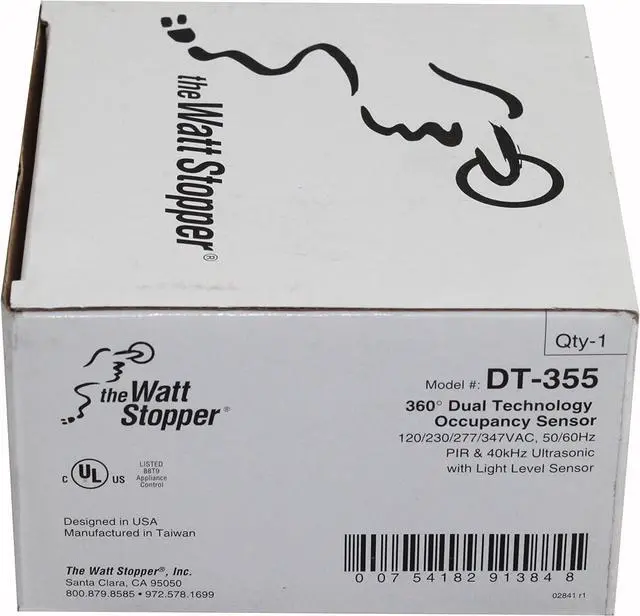 the Watt Stopper®
Qty-1
the Watt
Stopper®
Model #: DT-355
360° Dual Technology
Occupancy Sensor
120/230/277/347VAC, 50/60Hz
PIR & 40kHz Ultrasonic
with Light Level Sensor
C UL US
LISTED
88T9
Appliance
Control
Designed in USA
Manufactured in Taiwan
The Watt Stopper®, Inc.
Santa Clara, CA 95050
800.879.8585 • 972.578.1699
0 07 54182 91384 8
02841 r1